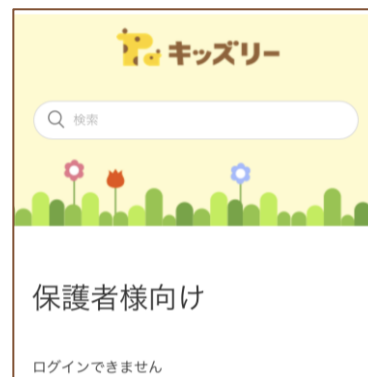 キッズリー
検索
保護者様向け
ログインできません